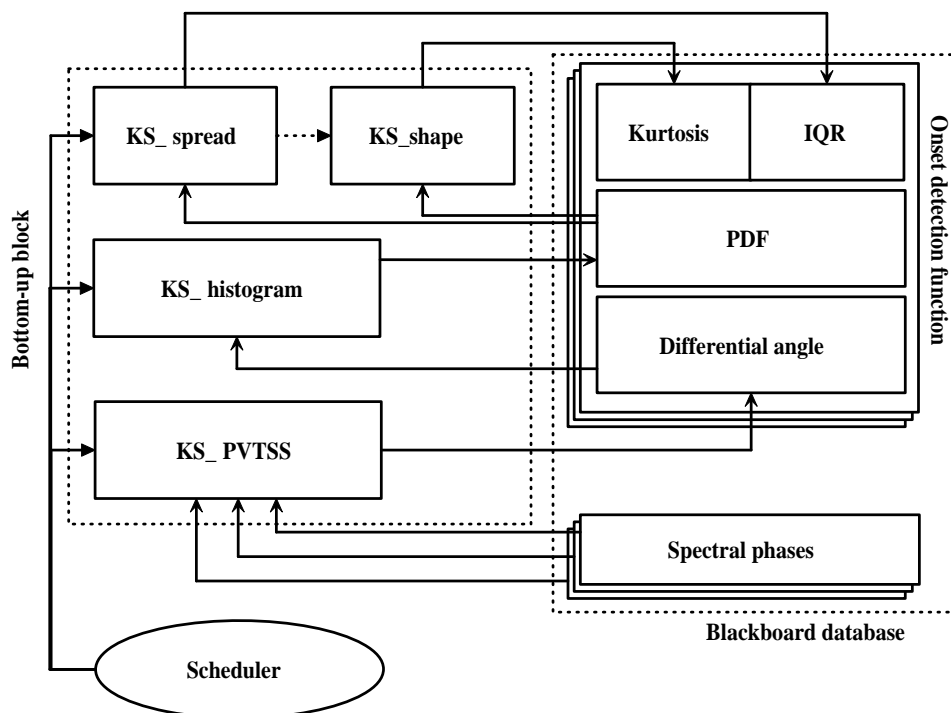 KS_ spread
KS_shape
Kurtosis
IQR
PDF
KS_ histogram
Differential angle
KS_ PVTSS
Spectral phases
Blackboard database
Scheduler
Bottom-up block
Onset detection function